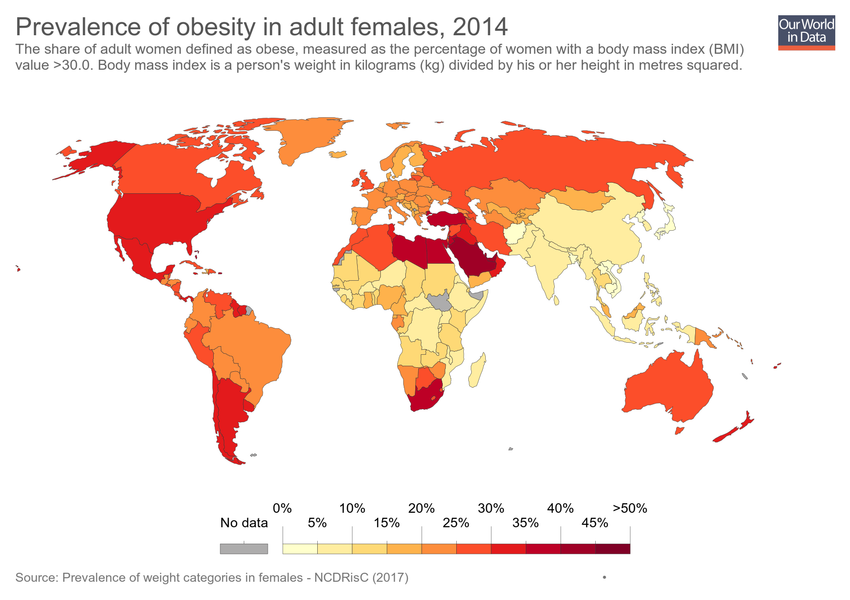 Prevalence of obesity in adult females, 2014
Our World
in Data
The share of adult women defined as obese, measured as the percentage of women with a body mass index (BMI)
value >30.0. Body mass index is a person's weight in kilograms (kg) divided by his or her height in metres squared.
0% 10% 20% 30% 40% >50%
No data 5% 15% 25% 35% 45%
Source: Prevalence of weight categories in females - NCDRisC (2017)